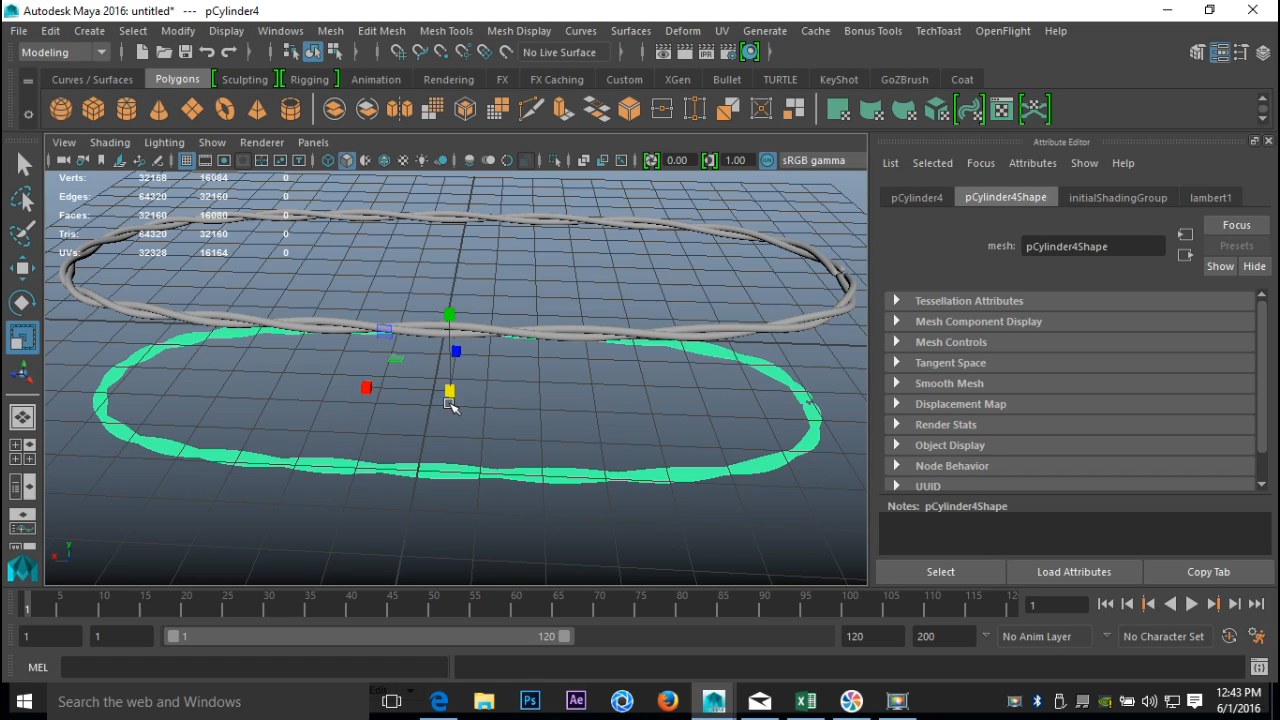 Autodesk Maya 2016: untitled* --- pCylinder4
File Edit Create Select Modify Display Windows Mesh Edit Mesh Mesh Tools Mesh Display Curves Surfaces Deform UV Generate Cache Bonus Tools TechToast OpenFlight Help
Modeling No Live Surface
Curves / Surfaces Polygons Sculpting Rigging Animation Rendering FX FX Caching Custom XGen Bullet TURTLE KeyShot GoZBrush Coat
View Shading Lighting Show Renderer Panels
0.00 1.00 sRGB gamma
Verts: 32168 16084 0
Edges: 64320 32160 0
Faces: 32160 16080 0
Tris: 64320 32160 0
UVs: 32328 16164 0
y
x
Attribute Editor
List Selected Focus Attributes Show Help
pCylinder4 pCylinder4Shape initialShadingGroup lambert1
Focus
mesh: pCylinder4Shape Presets
Show Hide
Tessellation Attributes
Mesh Component Display
Mesh Controls
Tangent Space
Smooth Mesh
Displacement Map
Render Stats
Object Display
Node Behavior
UUID
Notes: pCylinder4Shape
Select Load Attributes Copy Tab
1 5 10 15 20 25 30 35 40 45 50 55 60 65 70 75 80 85 90 95 100 105 110 115 12 1
1 1 1 120 120 200 No Anim Layer No Character Set
MEL
Search the web and Windows
Ps Ae
12:43 PM
6/1/2016